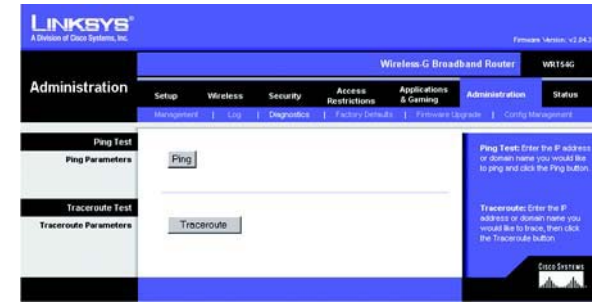 LINKSYS®
A Division of Cisco Systems, Inc.
Firmware Version: v2.04.3
Wireless-G Broadband Router WRT54G
Administration
Setup Wireless Security Access Restrictions Applications & Gaming Administration Status
Management | Log | Diagnostics | Factory Defaults | Firmware Upgrade | Config Management
Ping Test
Ping Parameters
Ping
Ping Test: Enter the IP address
or domain name you would like
to ping and click the Ping button.
Traceroute Test
Traceroute Parameters
Traceroute
Traceroute: Enter the IP
address or domain name you
would like to trace, then click
the Traceroute button.
CISCO SYSTEMS